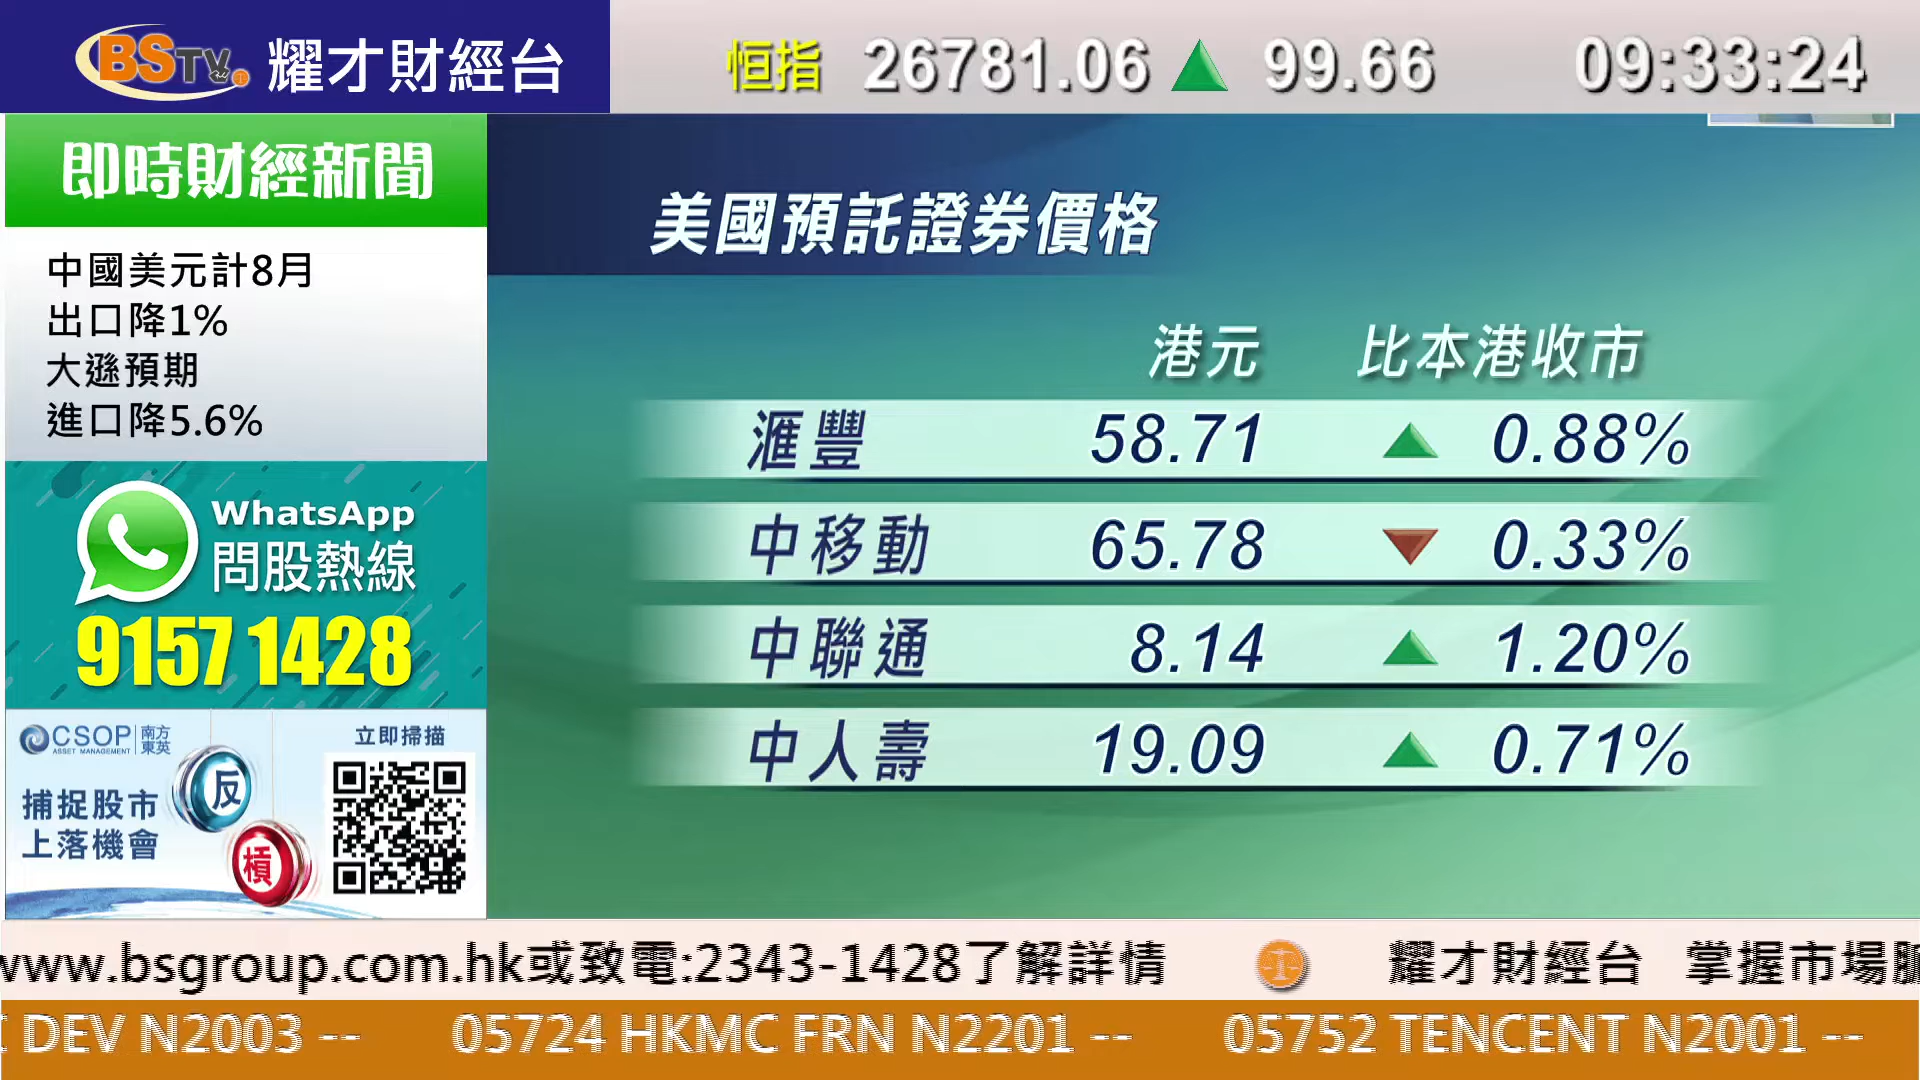 BSTV 耀才財經台
恒指 26781.06 ▲ 99.66 09:33:24
即時財經新聞
中國美元計8月
出口降1%
大遜預期
進口降5.6%
WhatsApp
問股熱線
9157 1428
CSOP 南方東英
ASSET MANAGEMENT
立即掃描
捕捉股市
上落機會
反
槓
美國預託證券價格
港元 比本港收市
滙豐 58.71 ▲ 0.88%
中移動 65.78 ▼ 0.33%
中聯通 8.14 ▲ 1.20%
中人壽 19.09 ▲ 0.71%
www.bsgroup.com.hk或致電:2343-1428了解詳情 耀才財經台 掌握市場
DEV N2003 -- 05724 HKMC FRN N2201 -- 05752 TENCENT N2001 --